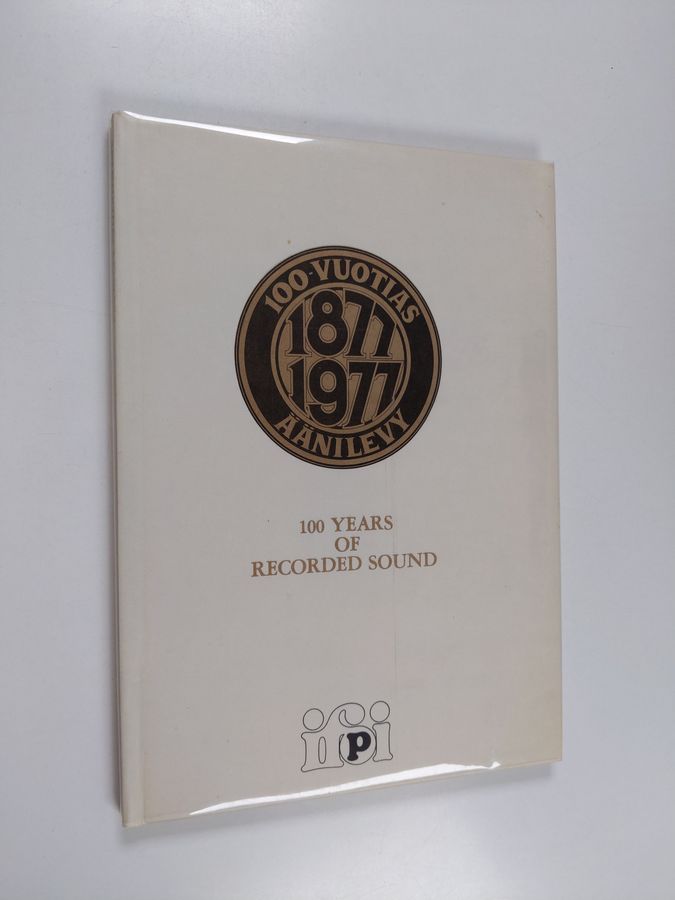 100-VUOTIAS
1877
1977
ÄÄNILEVY
100 YEARS
OF
RECORDED SOUND
ifpi